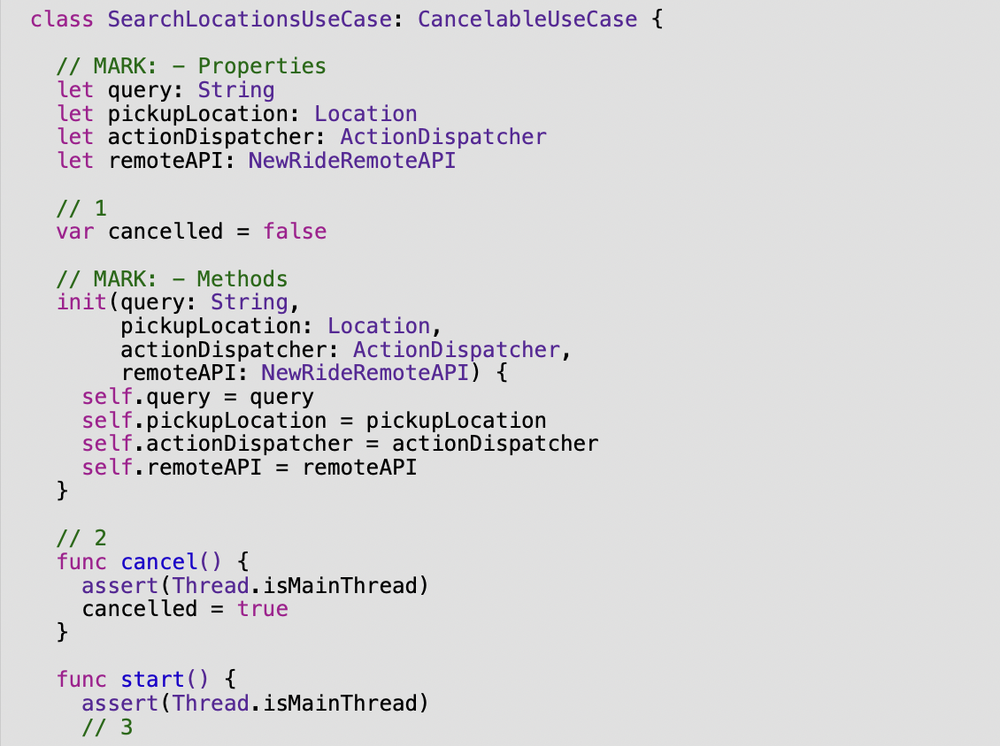 class SearchLocationsUseCase: CancelableUseCase {
// MARK: - Properties
let query: String
let pickupLocation: Location
let actionDispatcher: ActionDispatcher
let remoteAPI: NewRideRemoteAPI
// 1
var cancelled = false
// MARK: - Methods
init(query: String,
pickupLocation: Location,
actionDispatcher: ActionDispatcher,
remoteAPI: NewRideRemoteAPI) {
self.query = query
self.pickupLocation = pickupLocation
self.actionDispatcher = actionDispatcher
self.remoteAPI = remoteAPI
}
// 2
func cancel() {
assert(Thread.isMainThread)
cancelled = true
}
func start() {
assert(Thread.isMainThread)
// 3